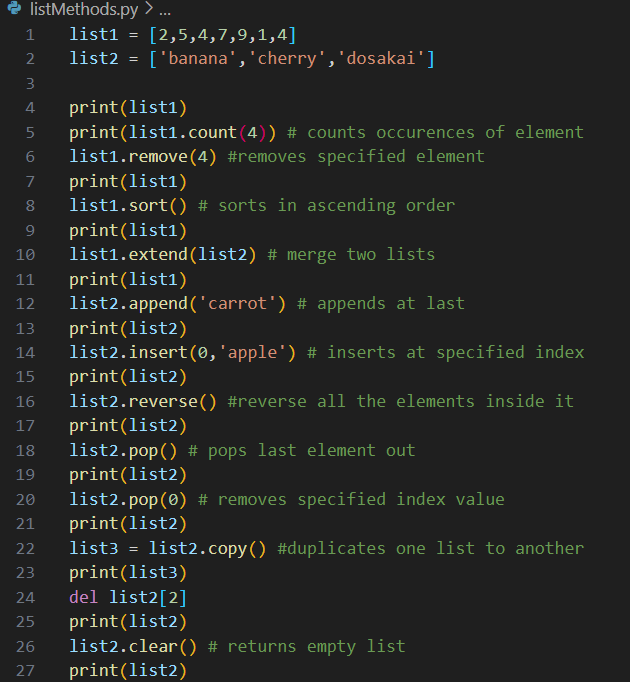 listMethods.py > ...
1 list1 = [2,5,4,7,9,1,4]
2 list2 = ['banana','cherry','dosakai']
3
4 print(list1)
5 print(list1.count(4)) # counts occurences of element
6 list1.remove(4) #removes specified element
7 print(list1)
8 list1.sort() # sorts in ascending order
9 print(list1)
10 list1.extend(list2) # merge two lists
11 print(list1)
12 list2.append('carrot') # appends at last
13 print(list2)
14 list2.insert(0,'apple') # inserts at specified index
15 print(list2)
16 list2.reverse() #reverse all the elements inside it
17 print(list2)
18 list2.pop() # pops last element out
19 print(list2)
20 list2.pop(0) # removes specified index value
21 print(list2)
22 list3 = list2.copy() #duplicates one list to another
23 print(list3)
24 del list2[2]
25 print(list2)
26 list2.clear() # returns empty list
27 print(list2)